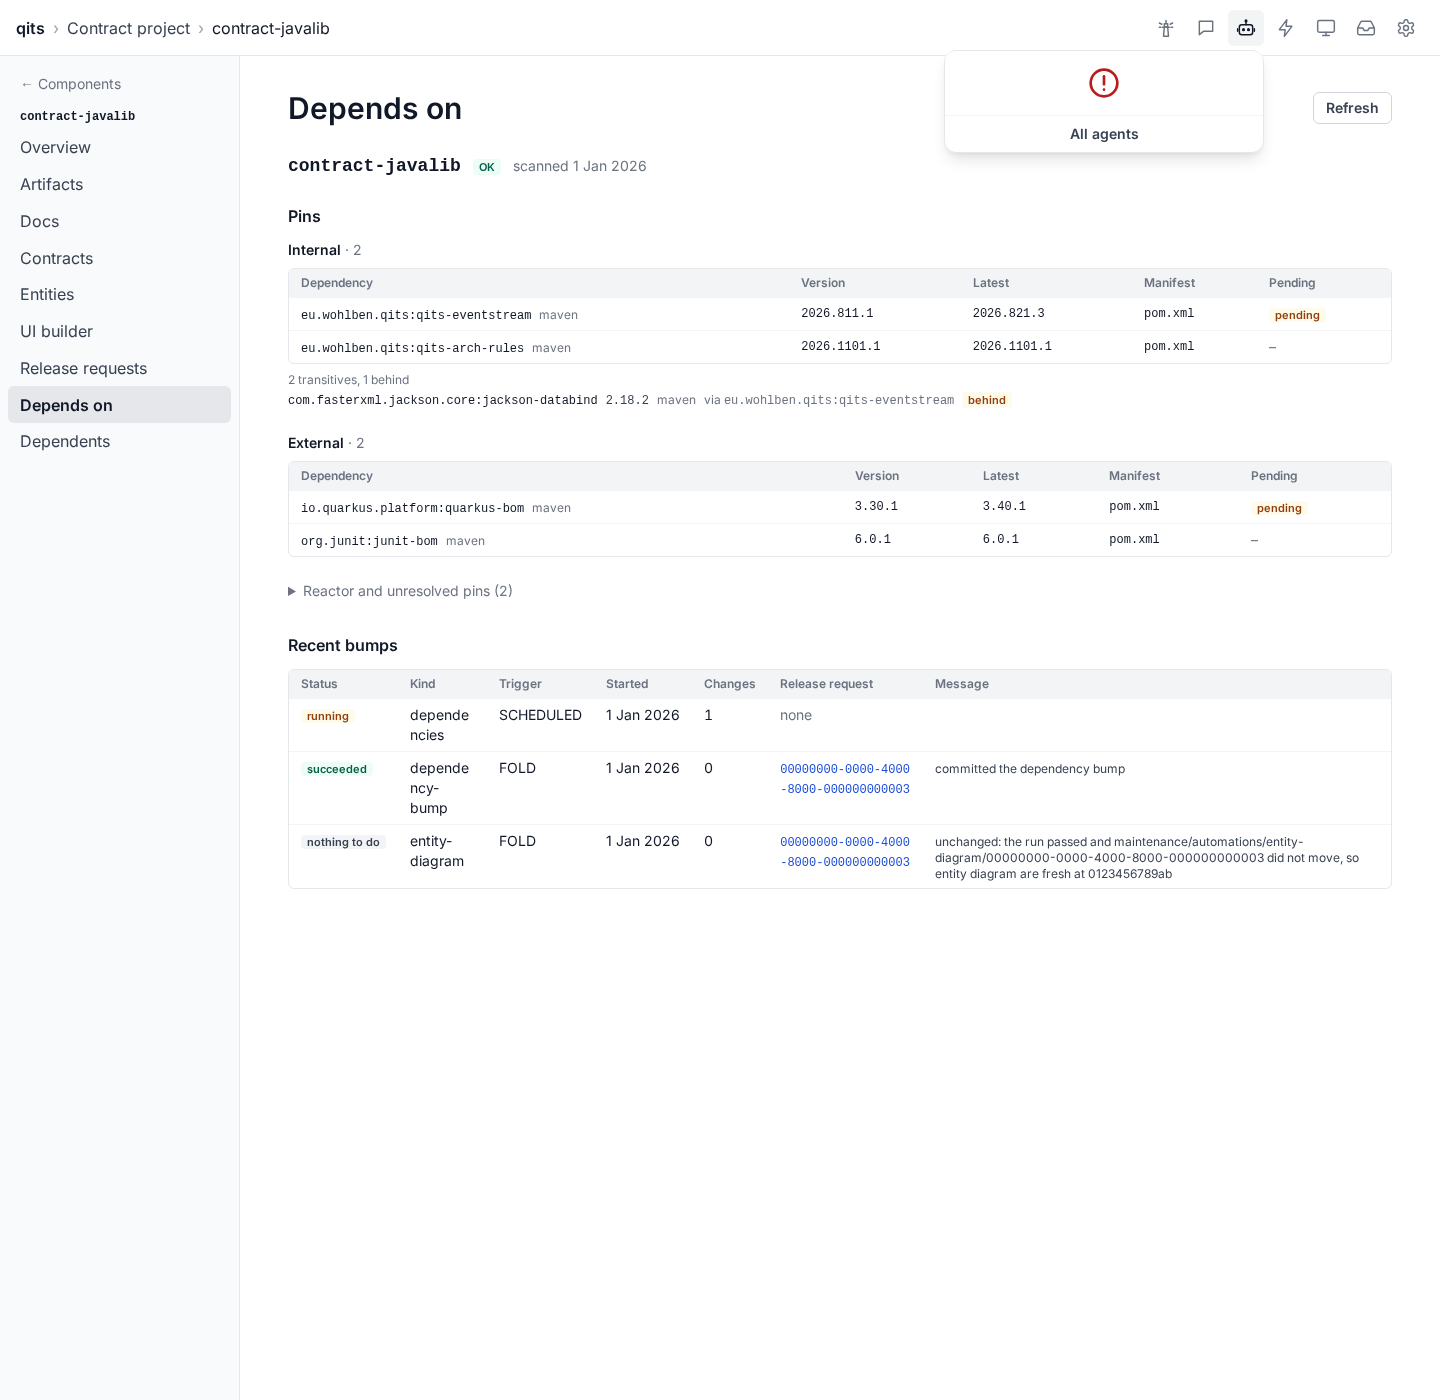 qits › Contract project › contract-javalib
← Components
contract-javalib
Overview
Artifacts
Docs
Contracts
Entities
UI builder
Release requests
Depends on
Dependents
All agents
Depends on
Refresh
contract-javalib OK scanned 1 Jan 2026
Pins
Internal · 2
Dependency Version Latest Manifest Pending
eu.wohlben.qits:qits-eventstream maven 2026.811.1 2026.821.3 pom.xml pending
eu.wohlben.qits:qits-arch-rules maven 2026.1101.1 2026.1101.1 pom.xml –
2 transitives, 1 behind
com.fasterxml.jackson.core:jackson-databind 2.18.2 maven via eu.wohlben.qits:qits-eventstream behind
External · 2
Dependency Version Latest Manifest Pending
io.quarkus.platform:quarkus-bom maven 3.30.1 3.40.1 pom.xml pending
org.junit:junit-bom maven 6.0.1 6.0.1 pom.xml –
▶ Reactor and unresolved pins (2)
Recent bumps
Status Kind Trigger Started Changes Release request Message
running depende SCHEDULED 1 Jan 2026 1 none
ncies
succeeded depende FOLD 1 Jan 2026 0 00000000-0000-4000 committed the dependency bump
ncy- -8000-000000000003
bump
nothing to do entity- FOLD 1 Jan 2026 0 00000000-0000-4000 unchanged: the run passed and maintenance/automations/entity-
diagram -8000-000000000003 diagram/00000000-0000-4000-8000-000000000003 did not move, so
entity diagram are fresh at 0123456789ab